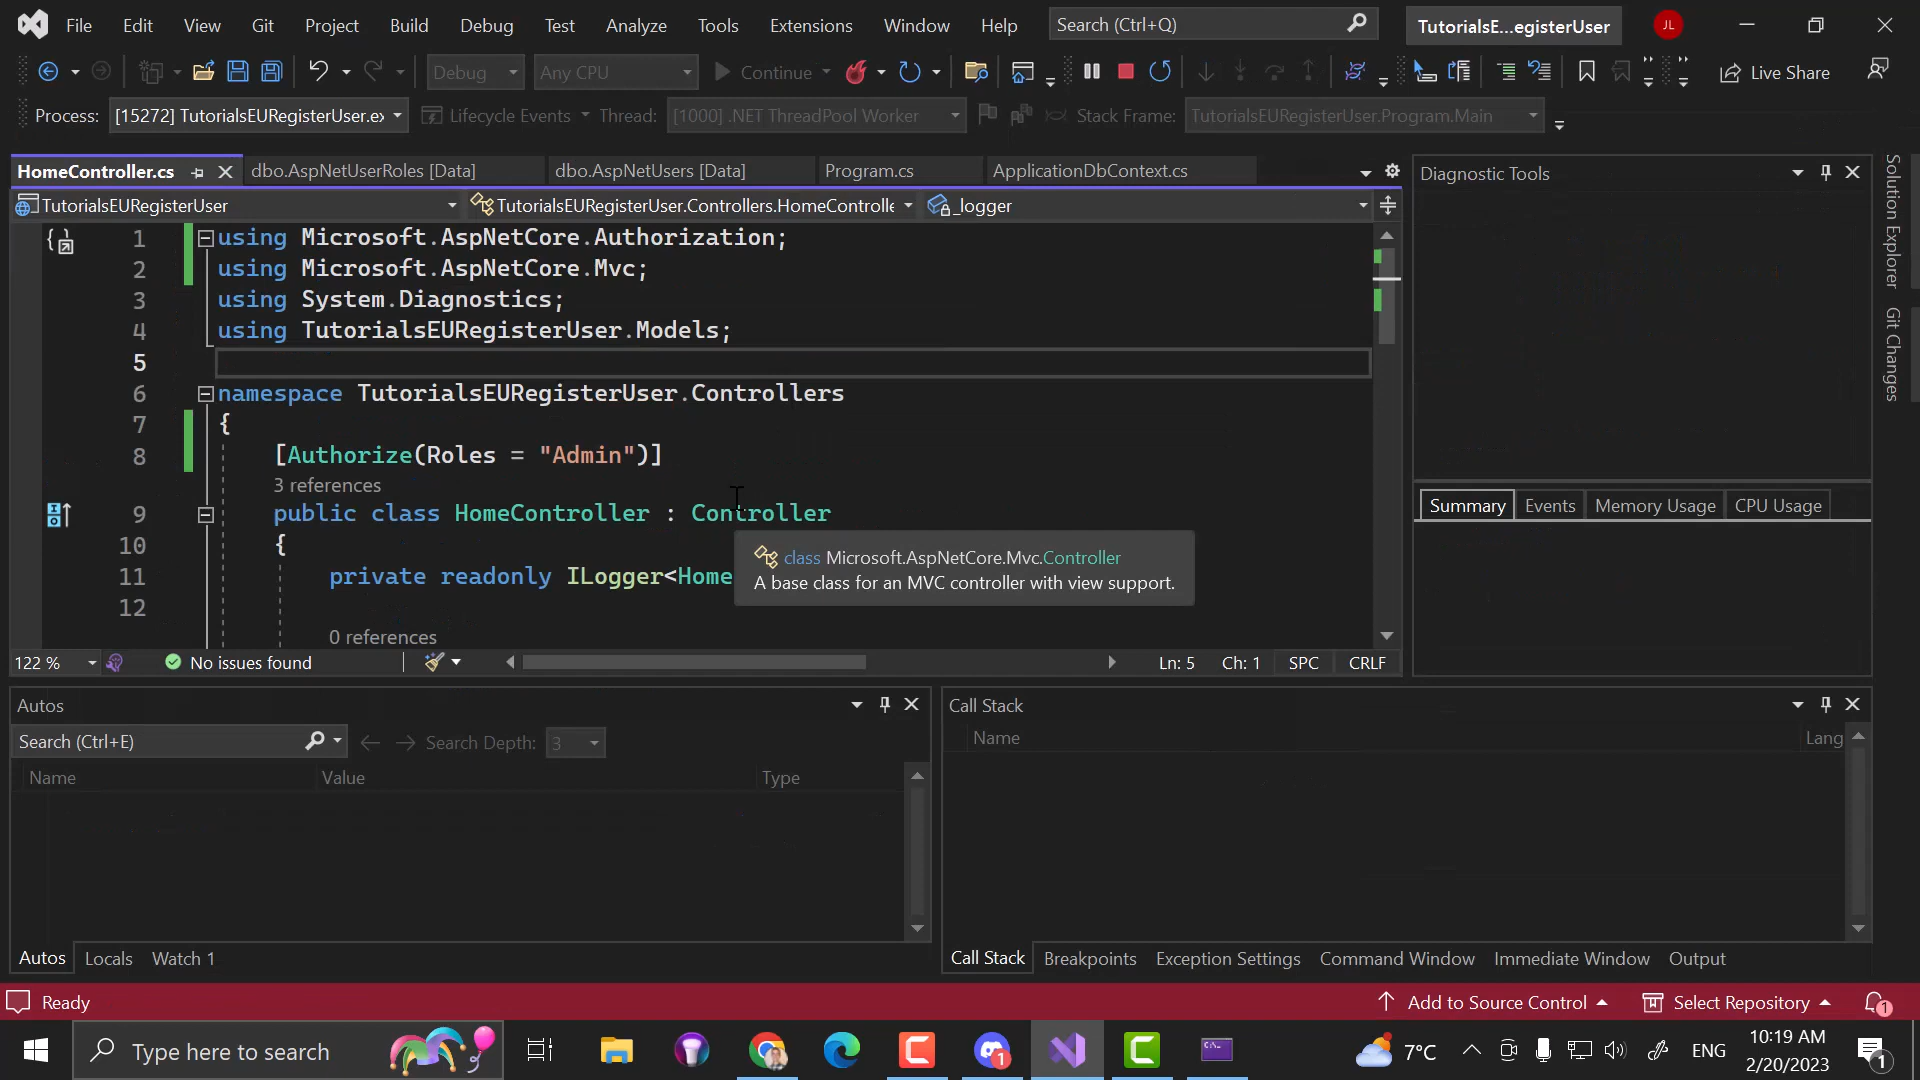 File Edit View Git Project Build Debug Test Analyze Tools Extensions Window Help Search (Ctrl+Q) TutorialsE...egisterUser JL
Debug Any CPU Continue Live Share
Process: [15272] TutorialsEURegisterUser.ex Lifecycle Events Thread: [1000] .NET ThreadPool Worker Stack Frame: TutorialsEURegisterUser.Program.Main
HomeController.cs dbo.AspNetUserRoles [Data] dbo.AspNetUsers [Data] Program.cs ApplicationDbContext.cs
TutorialsEURegisterUser TutorialsEURegisterUser.Controllers.HomeControlle _logger
1 using Microsoft.AspNetCore.Authorization;
2 using Microsoft.AspNetCore.Mvc;
3 using System.Diagnostics;
4 using TutorialsEURegisterUser.Models;
5
6 namespace TutorialsEURegisterUser.Controllers
7 {
8 [Authorize(Roles = "Admin")]
3 references
9 public class HomeController : Controller
10 {
class Microsoft.AspNetCore.Mvc.Controller
A base class for an MVC controller with view support.
11 private readonly ILogger<Home
12
0 references
122 % No issues found Ln: 5 Ch: 1 SPC CRLF
Diagnostic Tools
Summary Events Memory Usage CPU Usage
Solution Explorer
Git Changes
Autos
Search (Ctrl+E) Search Depth: 3
Name Value Type
Autos Locals Watch 1
Call Stack
Name Lang
Call Stack Breakpoints Exception Settings Command Window Immediate Window Output
Ready Add to Source Control Select Repository 1
Type here to search 1 7°C ENG 10:19 AM
2/20/2023 1